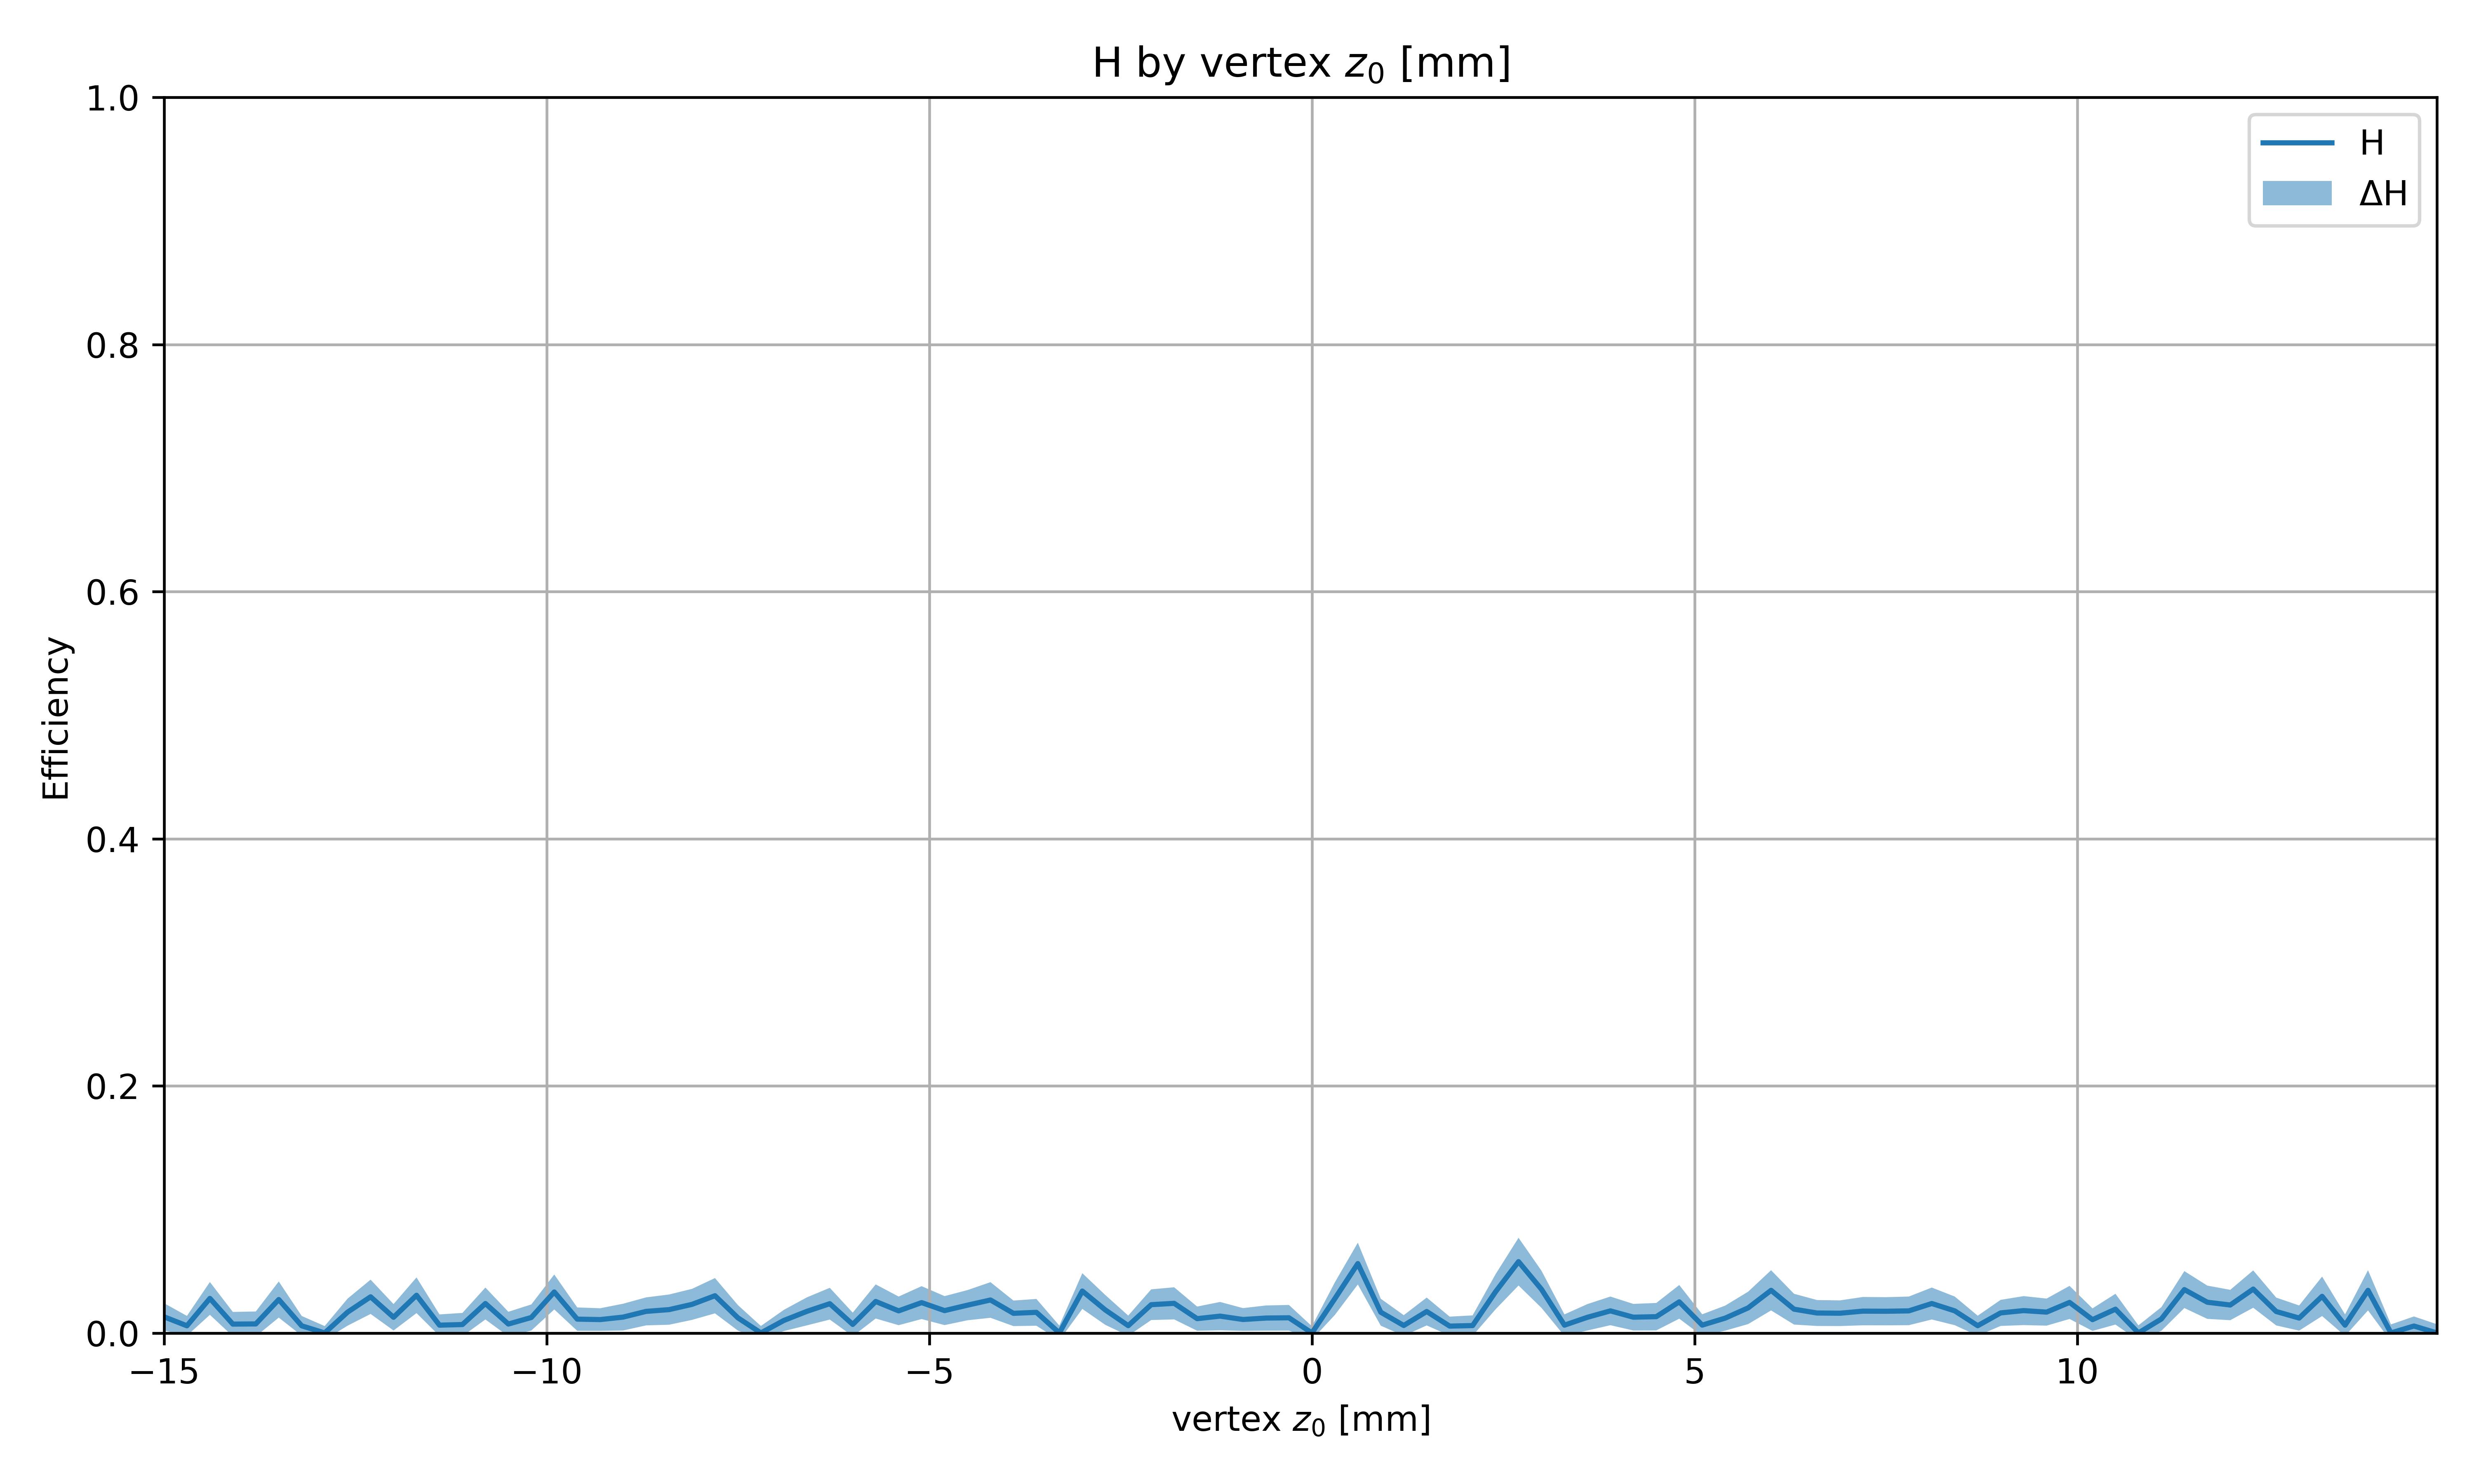 H by vertex z₀ [mm]
1.0
0.8
0.6
0.4
0.2
0.0
Efficiency
H
ΔH
−15
−10
−5
0
5
10
vertex z₀ [mm]